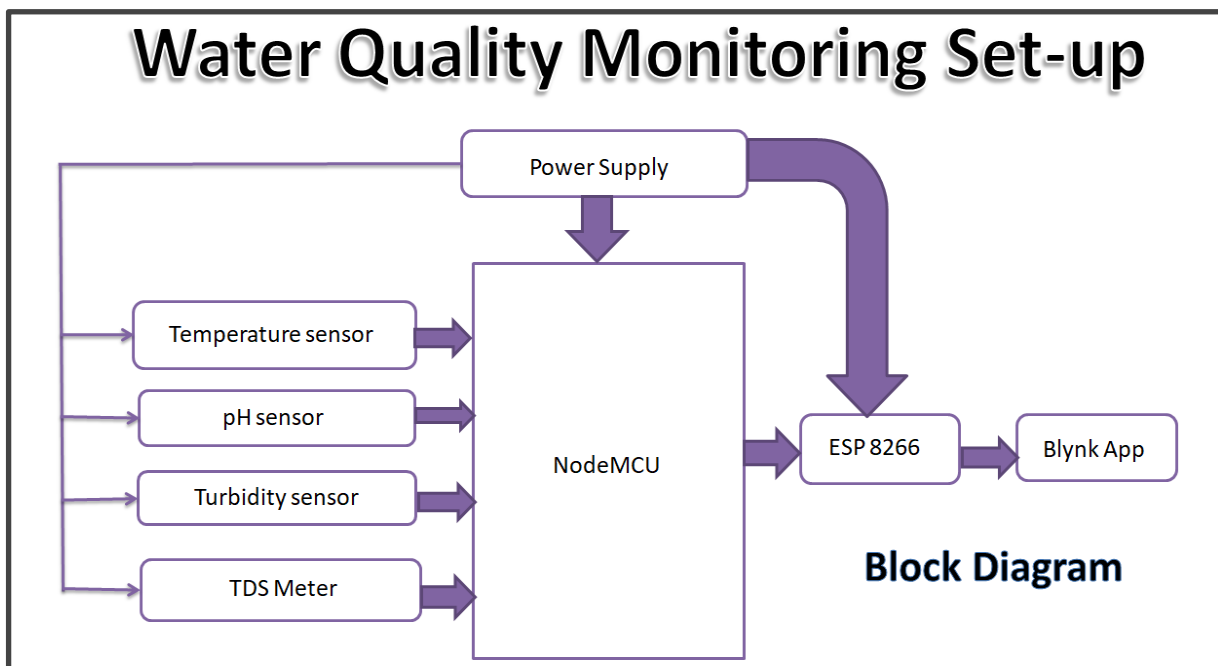 Water Quality Monitoring Set-up
Power Supply
Temperature sensor
pH sensor
Turbidity sensor
TDS Meter
NodeMCU
ESP 8266
Blynk App
Block Diagram